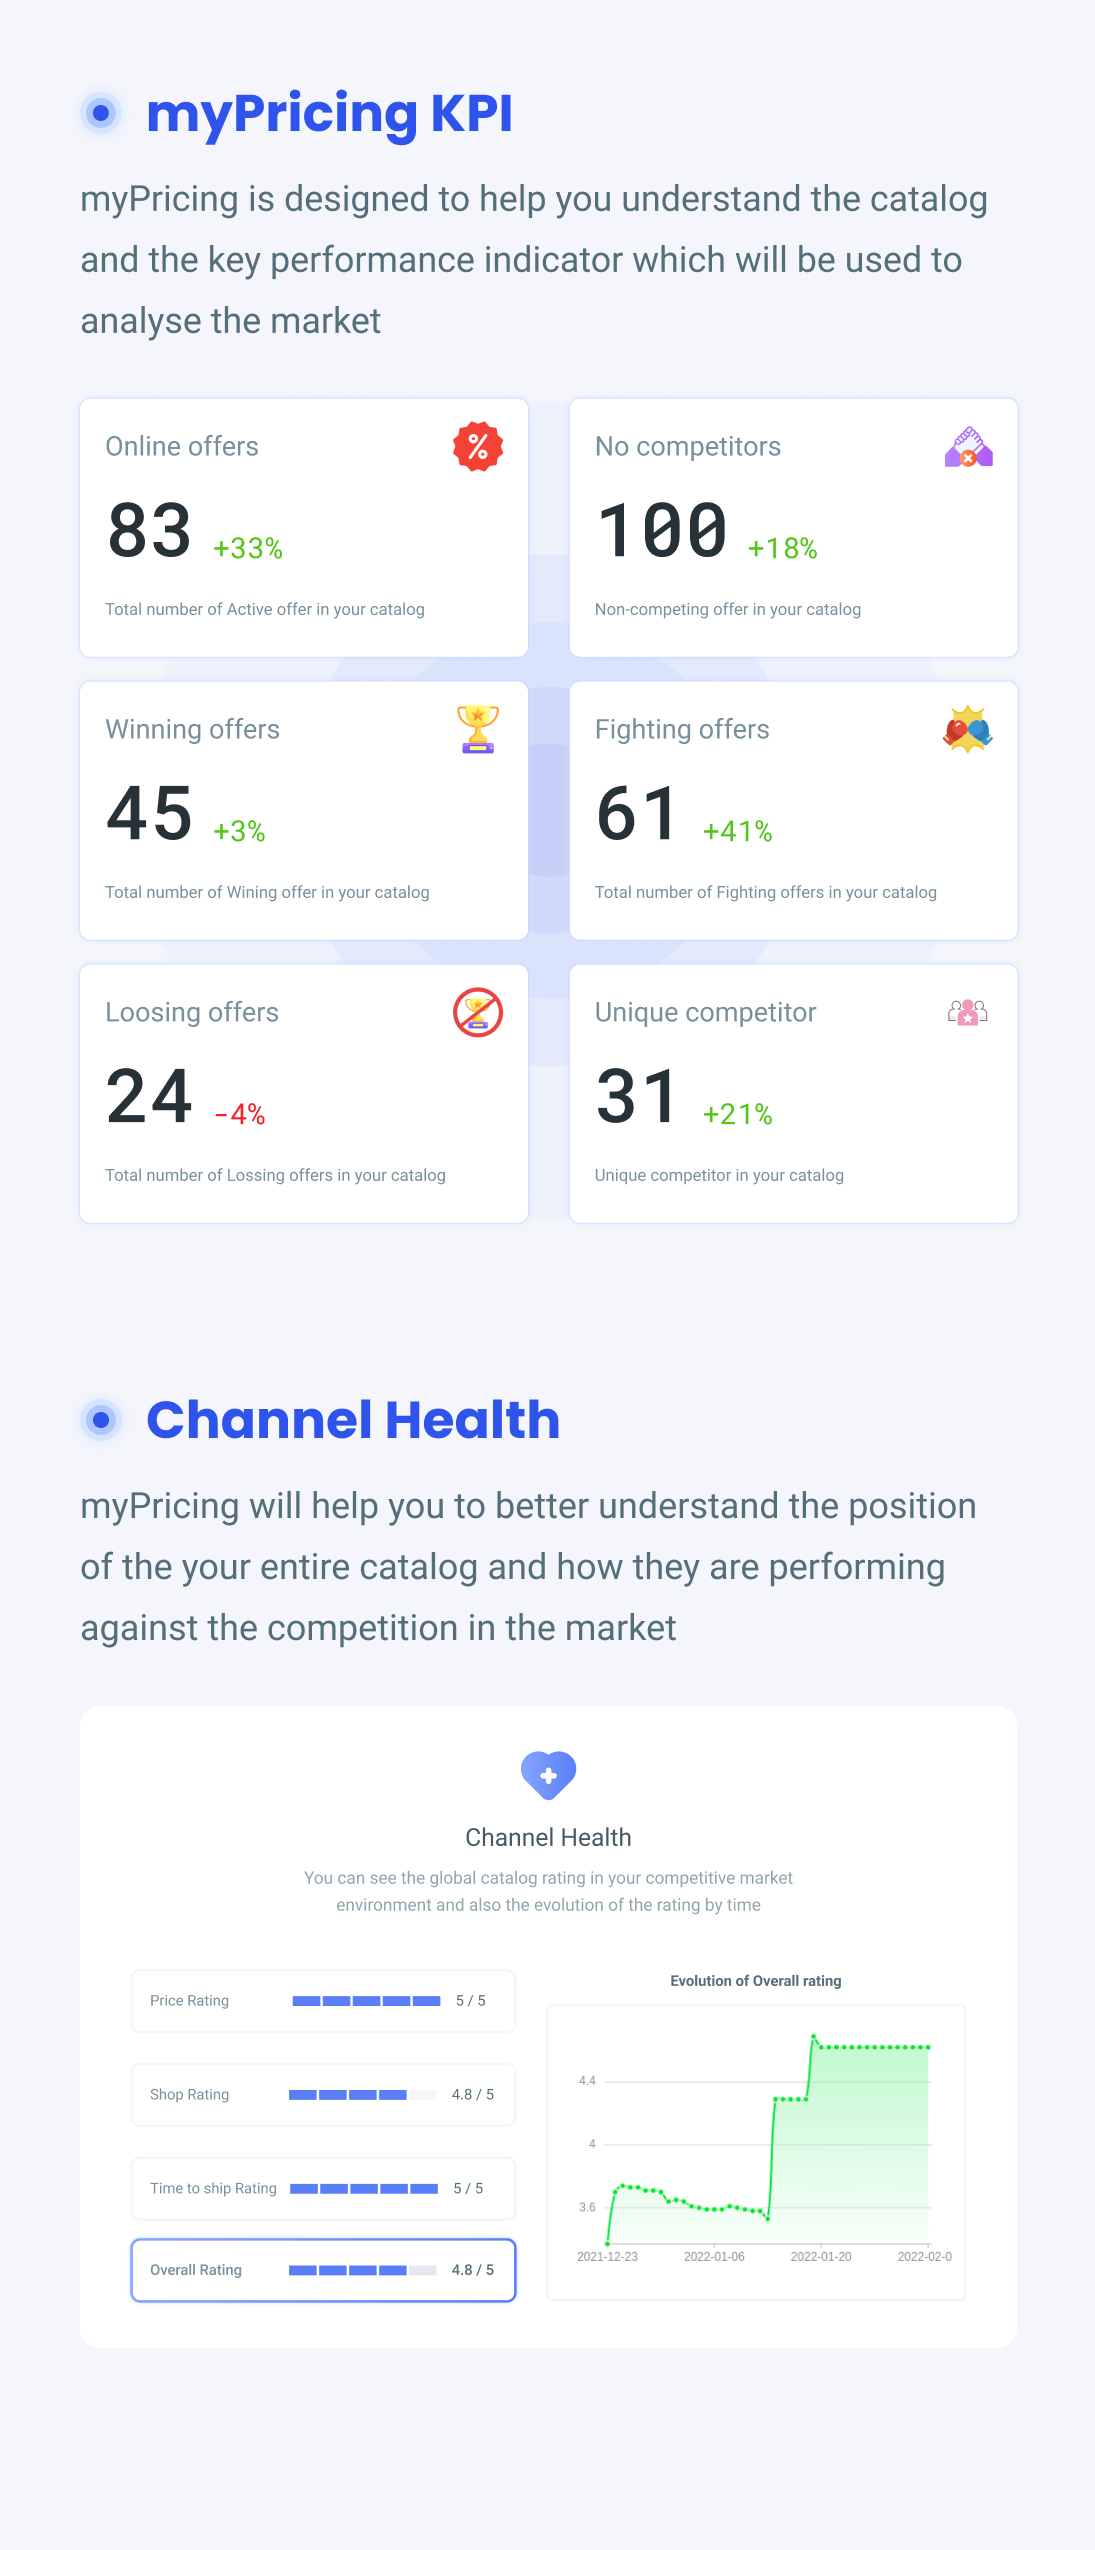 myPricing KPI
myPricing is designed to help you understand the catalog
and the key performance indicator which will be used to
analyse the market
Online offers
83 +33%
Total number of Active offer in your catalog
No competitors
100 +18%
Non-competing offer in your catalog
Winning offers
45 +3%
Total number of Wining offer in your catalog
Fighting offers
61 +41%
Total number of Fighting offers in your catalog
Loosing offers
24 -4%
Total number of Lossing offers in your catalog
Unique competitor
31 +21%
Unique competitor in your catalog
Channel Health
myPricing will help you to better understand the position
of the your entire catalog and how they are performing
against the competition in the market
Channel Health
You can see the global catalog rating in your competitive market
environment and also the evolution of the rating by time
Price Rating 5 / 5
Shop Rating 4.8 / 5
Time to ship Rating 5 / 5
Overall Rating 4.8 / 5
Evolution of Overall rating
4.4
4
3.6
2021-12-23 2022-01-06 2022-01-20 2022-02-0